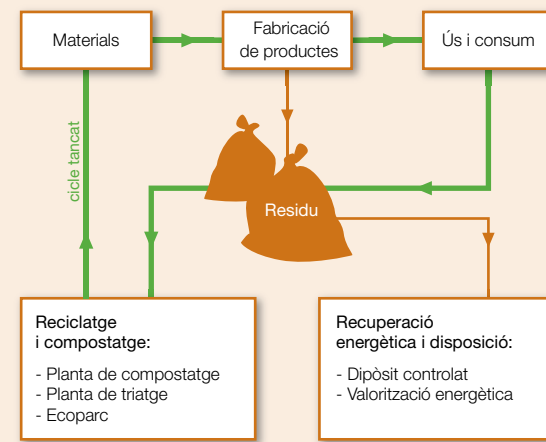 Materials
Fabricació
de productes
Ús i consum
cicle tancat
Residu
Reciclatge
i compostatge:
- Planta de compostatge
- Planta de triatge
- Ecoparc
Recuperació
energètica i disposició:
- Dipòsit controlat
- Valorització energètica